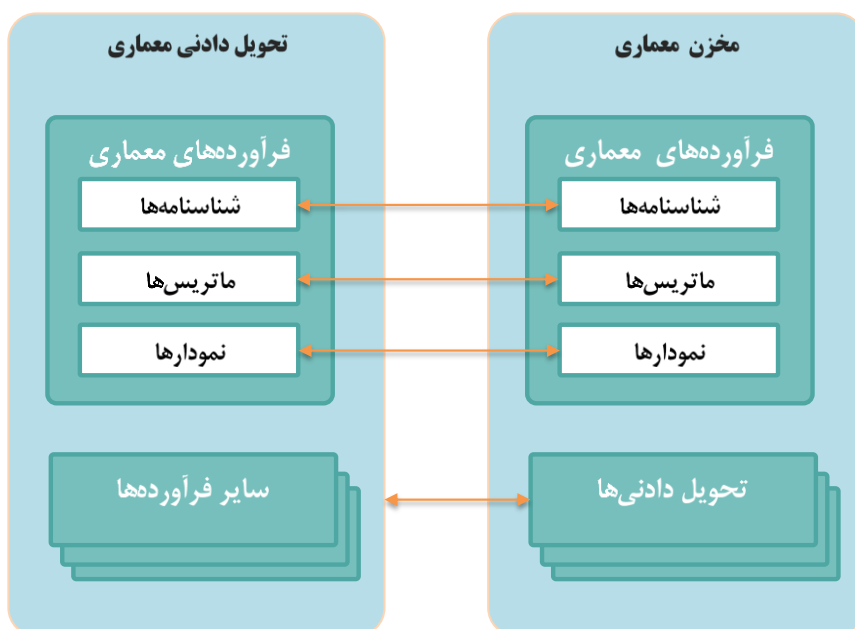 مخزن معماری
فرآورده‌های معماری
شناسنامه‌ها
ماتریس‌ها
نمودارها
تحویل دادنی‌ها
تحویل دادنی معماری
فرآورده‌های معماری
شناسنامه‌ها
ماتریس‌ها
نمودارها
سایر فرآورده‌ها